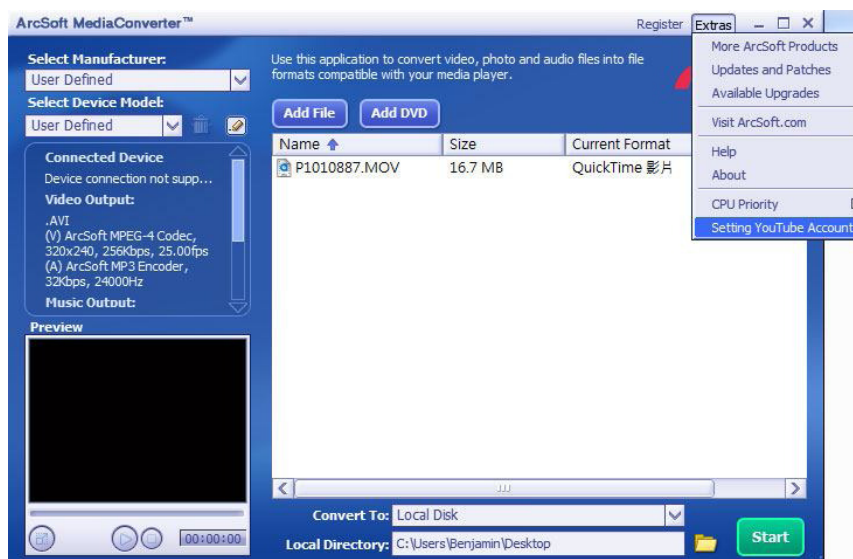 ArcSoft MediaConverter™
Register Extras
Select Manufacturer:
User Defined
Select Device Model:
User Defined
Connected Device
Device connection not supp...
Video Output:
.AVI
(V) ArcSoft MPEG-4 Codec,
320x240, 256Kbps, 25.00fps
(A) ArcSoft MP3 Encoder,
32Kbps, 24000Hz
Music Output:
Preview
00:00:00
Use this application to convert video, photo and audio files into file
formats compatible with your media player.
Add File Add DVD
Name Size Current Format
P1010887.MOV 16.7 MB QuickTime 影片
More ArcSoft Products
Updates and Patches
Available Upgrades
Visit ArcSoft.com
Help
About
CPU Priority
Setting YouTube Account
Convert To: Local Disk
Local Directory: C:\Users\Benjamin\Desktop
Start